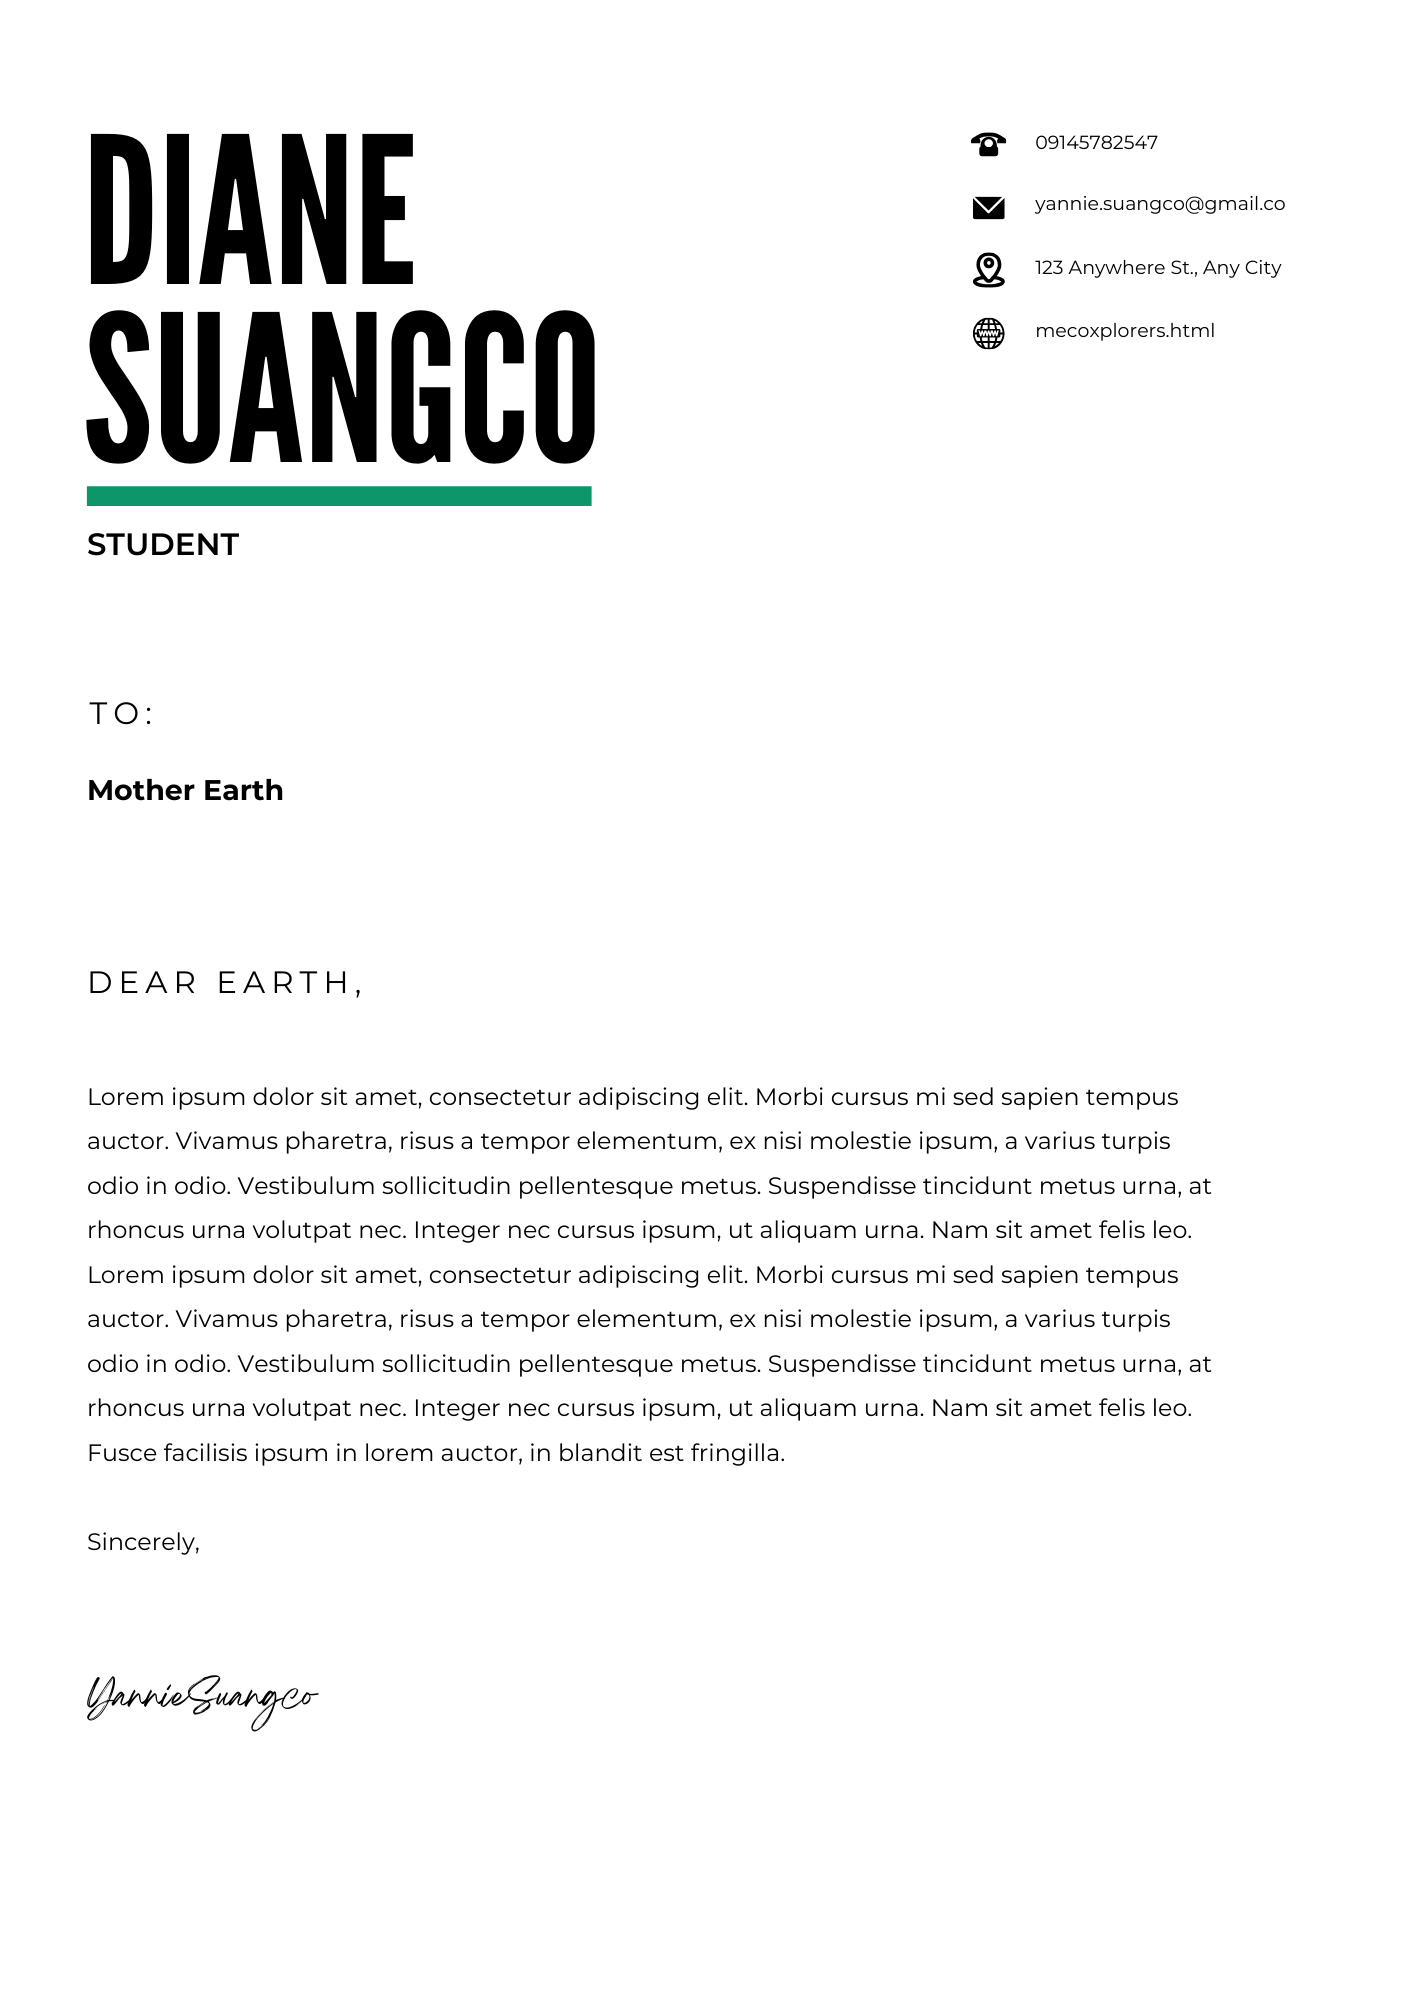 DIANE
SUANGCO
STUDENT
09145782547
yannie.suangco@gmail.co
123 Anywhere St., Any City
mecoxplorers.html
TO:
Mother Earth
DEAR EARTH,
Lorem ipsum dolor sit amet, consectetur adipiscing elit. Morbi cursus mi sed sapien tempus
auctor. Vivamus pharetra, risus a tempor elementum, ex nisi molestie ipsum, a varius turpis
odio in odio. Vestibulum sollicitudin pellentesque metus. Suspendisse tincidunt metus urna, at
rhoncus urna volutpat nec. Integer nec cursus ipsum, ut aliquam urna. Nam sit amet felis leo.
Lorem ipsum dolor sit amet, consectetur adipiscing elit. Morbi cursus mi sed sapien tempus
auctor. Vivamus pharetra, risus a tempor elementum, ex nisi molestie ipsum, a varius turpis
odio in odio. Vestibulum sollicitudin pellentesque metus. Suspendisse tincidunt metus urna, at
rhoncus urna volutpat nec. Integer nec cursus ipsum, ut aliquam urna. Nam sit amet felis leo.
Fusce facilisis ipsum in lorem auctor, in blandit est fringilla.
Sincerely,
YannieSuangco